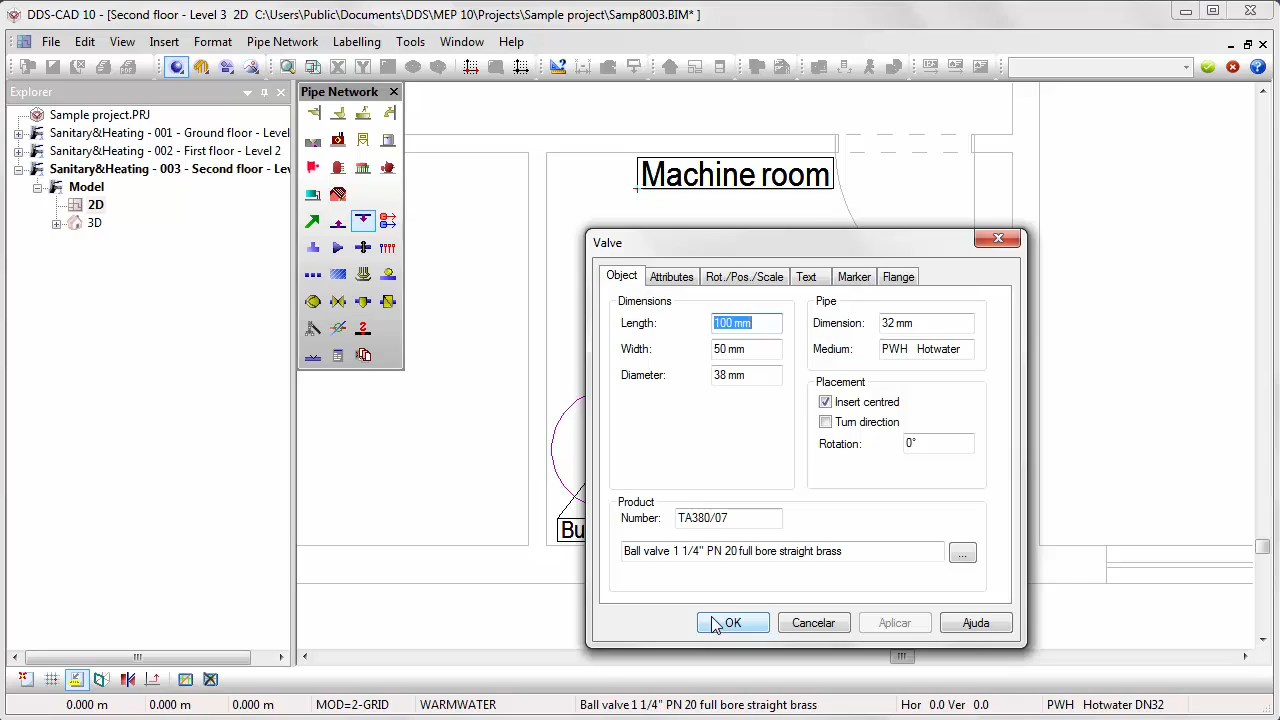 DDS-CAD 10 - [Second floor - Level 3  2D  C:\Users\Public\Documents\DDS\MEP 10\Projects\Sample project\Samp8003.BIM* ]
File Edit View Insert Format Pipe Network Labelling Tools Window Help
Explorer
Pipe Network
Sample project.PRJ
Sanitary&Heating - 001 - Ground floor - Level
Sanitary&Heating - 002 - First floor - Level 2
Sanitary&Heating - 003 - Second floor - Le
Model
2D
3D
Machine room
Bu
Valve
Object Attributes Rot./Pos./Scale Text Marker Flange
Dimensions
Length: 100 mm
Width: 50 mm
Diameter: 38 mm
Pipe
Dimension: 32 mm
Medium: PWH Hotwater
Placement
Insert centred
Turn direction
Rotation: 0°
Product
Number: TA380/07
Ball valve 1 1/4" PN 20 full bore straight brass
...
OK Cancelar Aplicar Ajuda
0.000 m 0.000 m 0.000 m MOD=2-GRID WARMWATER Ball valve 1 1/4" PN 20 full bore straight brass Hor 0.0 Ver 0.0 PWH Hotwater DN32